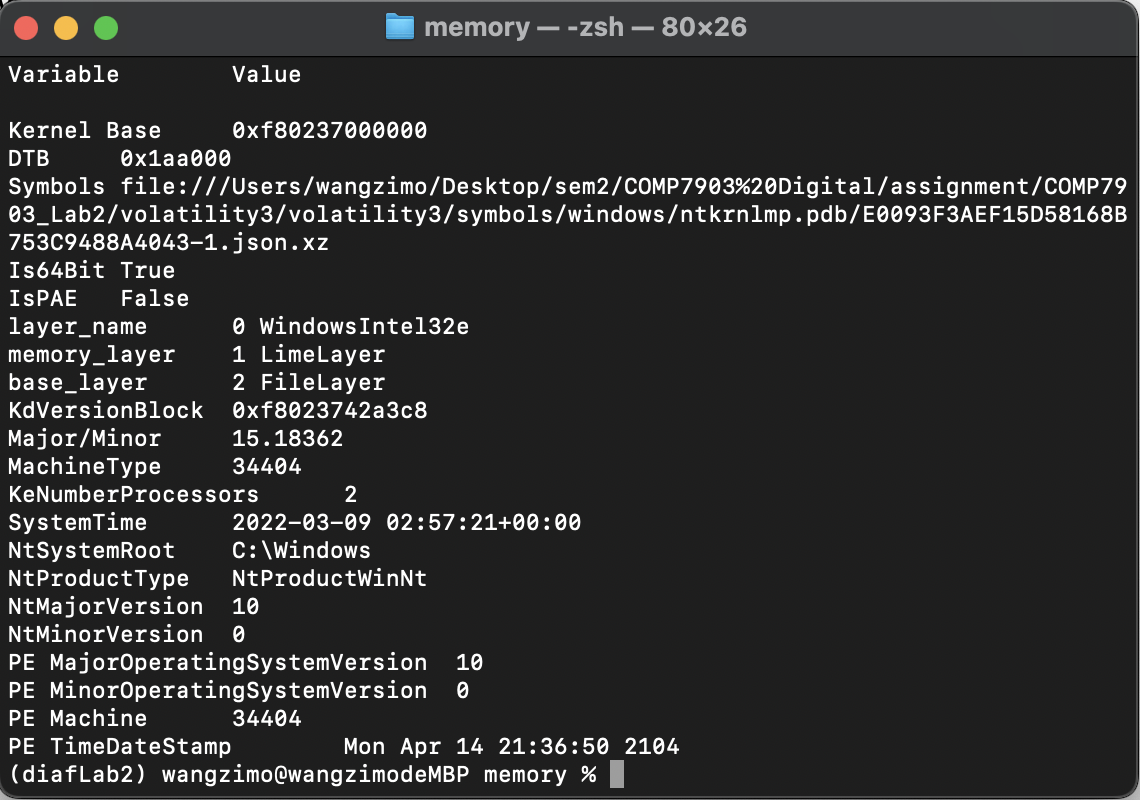 memory — -zsh — 80×26
Variable Value
Kernel Base 0xf80237000000
DTB 0x1aa000
Symbols file:///Users/wangzimo/Desktop/sem2/COMP7903%20Digital/assignment/COMP79
03_Lab2/volatility3/volatility3/symbols/windows/ntkrnlmp.pdb/E0093F3AEF15D58168B
753C9488A4043-1.json.xz
Is64Bit True
IsPAE False
layer_name 0 WindowsIntel32e
memory_layer 1 LimeLayer
base_layer 2 FileLayer
KdVersionBlock 0xf8023742a3c8
Major/Minor 15.18362
MachineType 34404
KeNumberProcessors 2
SystemTime 2022-03-09 02:57:21+00:00
NtSystemRoot C:\Windows
NtProductType NtProductWinNt
NtMajorVersion 10
NtMinorVersion 0
PE MajorOperatingSystemVersion 10
PE MinorOperatingSystemVersion 0
PE Machine 34404
PE TimeDateStamp Mon Apr 14 21:36:50 2104
(diafLab2) wangzimo@wangzimodeMBP memory %